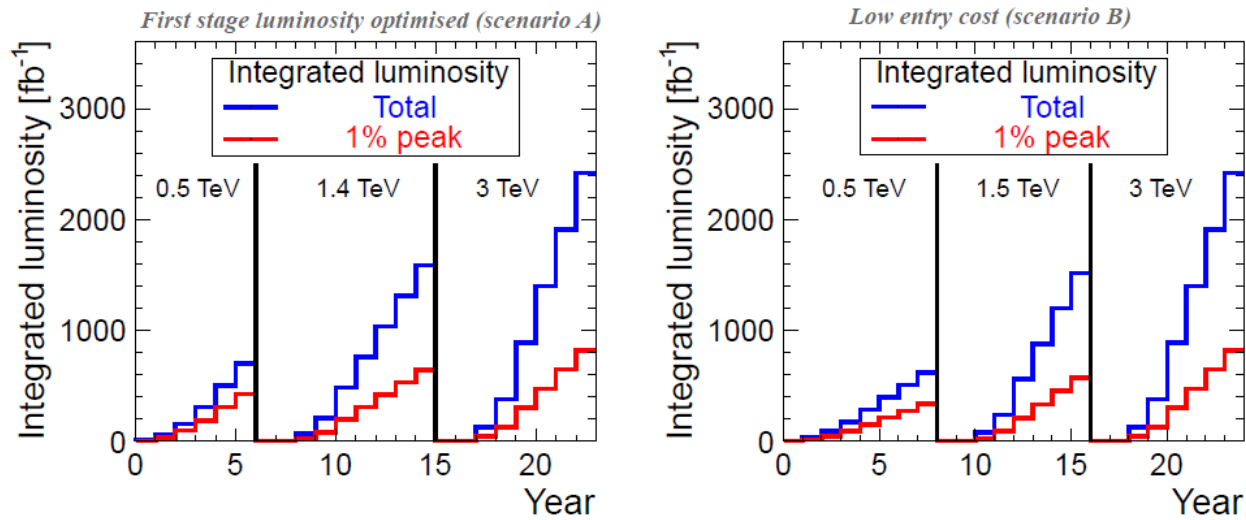 First stage luminosity optimised (scenario A)
Integrated luminosity [fb-1]
3000
2000
1000
0
Integrated luminosity
Total
1% peak
0.5 TeV
1.4 TeV
3 TeV
0 5 10 15 20
Year
Low entry cost (scenario B)
Integrated luminosity [fb-1]
3000
2000
1000
0
Integrated luminosity
Total
1% peak
0.5 TeV
1.5 TeV
3 TeV
0 5 10 15 20
Year